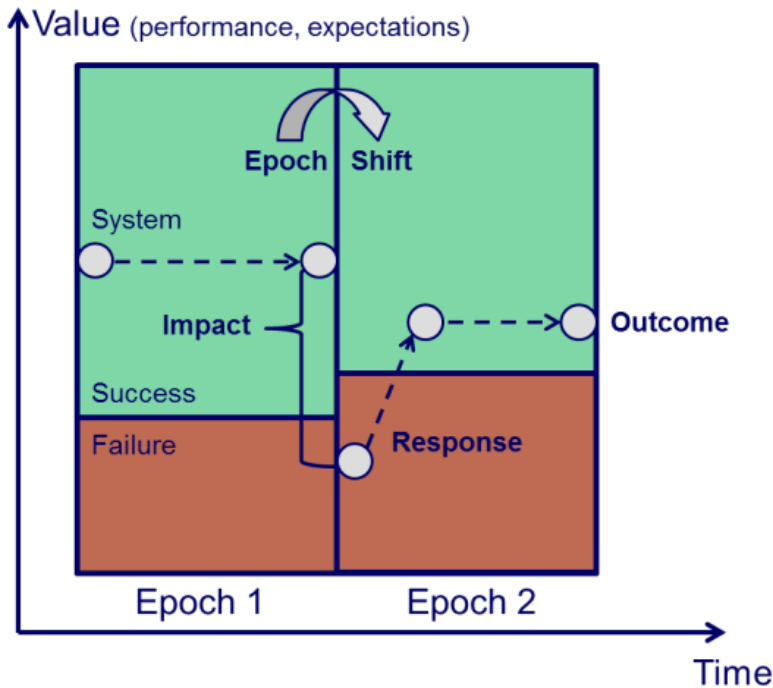 Value (performance, expectations)
Epoch Shift
System
Impact
Outcome
Success
Failure
Response
Epoch 1
Epoch 2
Time